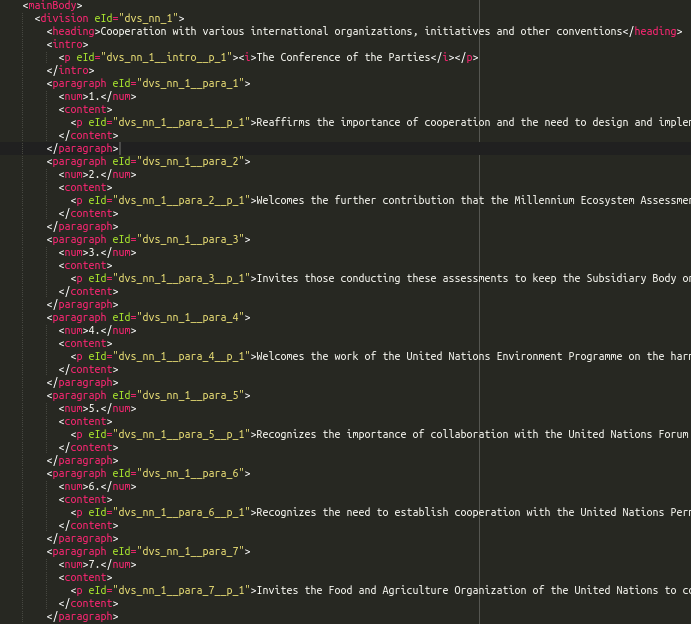 <mainBody>
<division eId="dvs_nn_1">
<heading>Cooperation with various international organizations, initiatives and other conventions</heading>
<intro>
<p eId="dvs_nn_1__intro__p_1"><i>The Conference of the Parties</i></p>
</intro>
<paragraph eId="dvs_nn_1__para_1">
<num>1.</num>
<content>
<p eId="dvs_nn_1__para_1__p_1">Reaffirms the importance of cooperation and the need to design and
</content>
</paragraph>
<paragraph eId="dvs_nn_1__para_2">
<num>2.</num>
<content>
<p eId="dvs_nn_1__para_2__p_1">Welcomes the further contribution that the Millennium Ecosystem
</content>
</paragraph>
<paragraph eId="dvs_nn_1__para_3">
<num>3.</num>
<content>
<p eId="dvs_nn_1__para_3__p_1">Invites those conducting these assessments to keep the Subsidiary Body
</content>
</paragraph>
<paragraph eId="dvs_nn_1__para_4">
<num>4.</num>
<content>
<p eId="dvs_nn_1__para_4__p_1">Welcomes the work of the United Nations Environment Programme on the
</content>
</paragraph>
<paragraph eId="dvs_nn_1__para_5">
<num>5.</num>
<content>
<p eId="dvs_nn_1__para_5__p_1">Recognizes the importance of collaboration with the United Nations Forum
</content>
</paragraph>
<paragraph eId="dvs_nn_1__para_6">
<num>6.</num>
<content>
<p eId="dvs_nn_1__para_6__p_1">Recognizes the need to establish cooperation with the United Nations
</content>
</paragraph>
<paragraph eId="dvs_nn_1__para_7">
<num>7.</num>
<content>
<p eId="dvs_nn_1__para_7__p_1">Invites the Food and Agriculture Organization of the United Nations to
</content>
</paragraph>